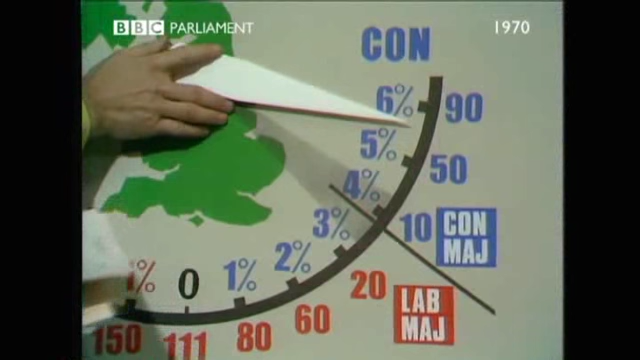 BBC PARLIAMENT
1970
CON
6% 90
5% 50
4%
3% 10 CON
MAJ
2%
1% 0 1% 20 LAB
MAJ
60
150 111 80